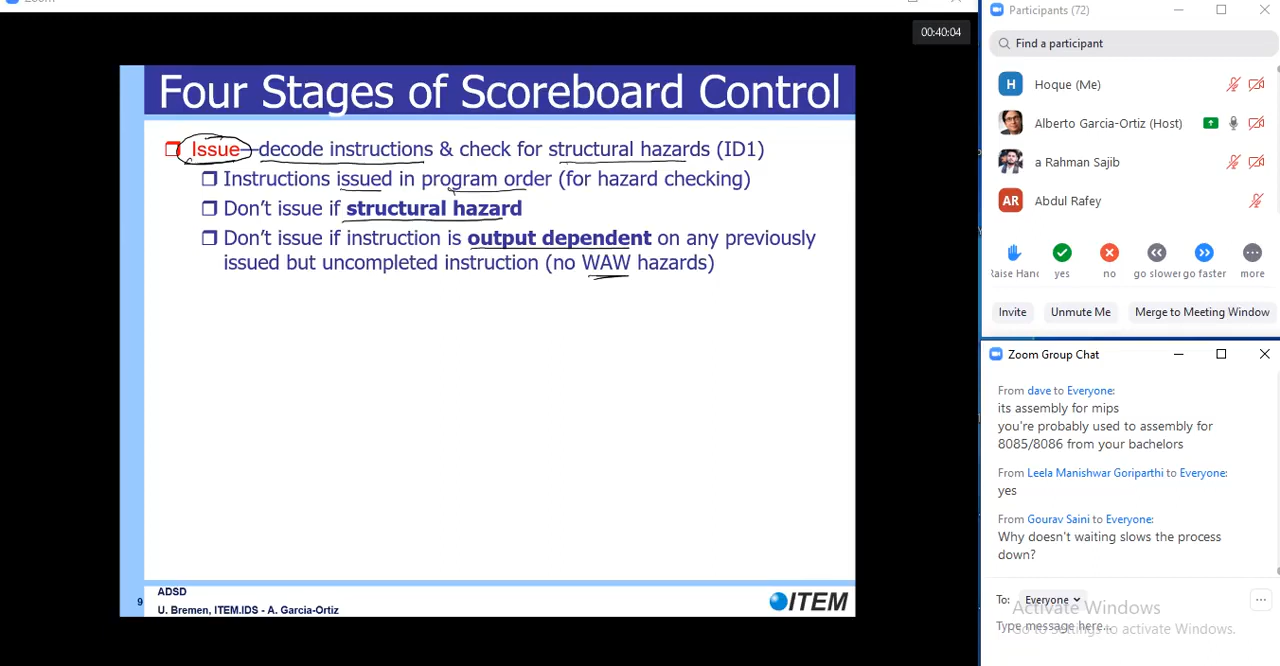 Zoom
00:40:04
Four Stages of Scoreboard Control
Issue—decode instructions & check for structural hazards (ID1)
Instructions issued in program order (for hazard checking)
Don't issue if structural hazard
Don't issue if instruction is output dependent on any previously
issued but uncompleted instruction (no WAW hazards)
9
ADSD
U. Bremen, ITEM.IDS - A. Garcia-Ortiz
ITEM
Participants (72)
Find a participant
H
Hoque (Me)
Alberto Garcia-Ortiz (Host)
a Rahman Sajib
AR
Abdul Rafey
Raise Hand
yes
no
go slower
go faster
more
Invite
Unmute Me
Merge to Meeting Window
Zoom Group Chat
From dave to Everyone:
its assembly for mips
you're probably used to assembly for
8085/8086 from your bachelors
From Leela Manishwar Goriparthi to Everyone:
yes
From Gourav Saini to Everyone:
Why doesn't waiting slows the process
down?
To: Everyone
Activate Windows
Type message here...
Go to Settings to activate Windows.